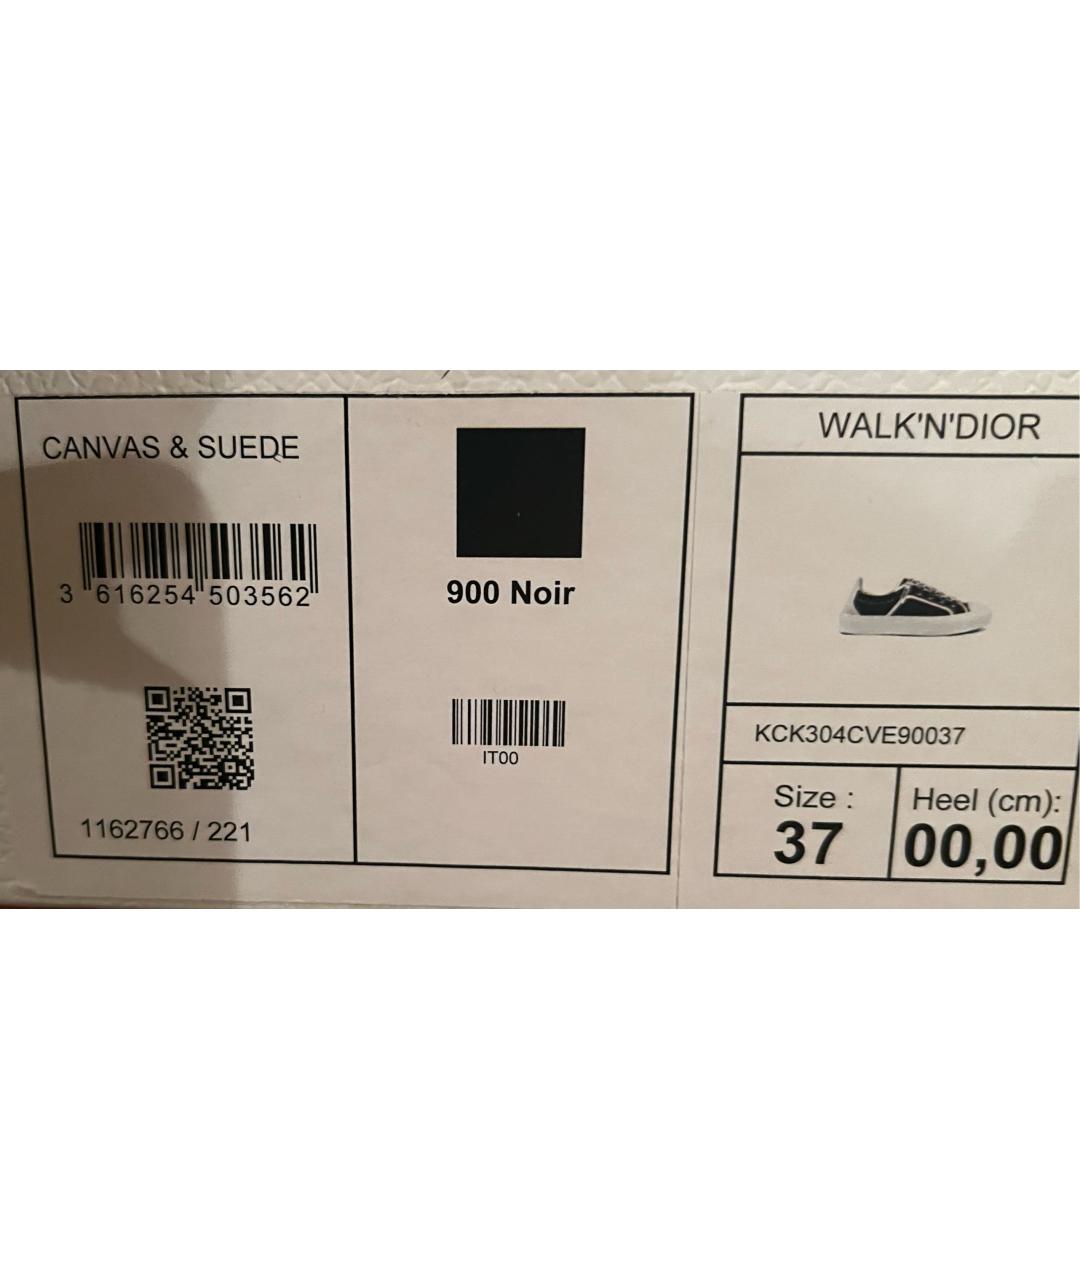 CANVAS & SUEDE
3 616254 503562
1162766 / 221
900 Noir
IT00
WALK'N'DIOR
KCK304CVE90037
Size :
37
Heel (cm):
00,00